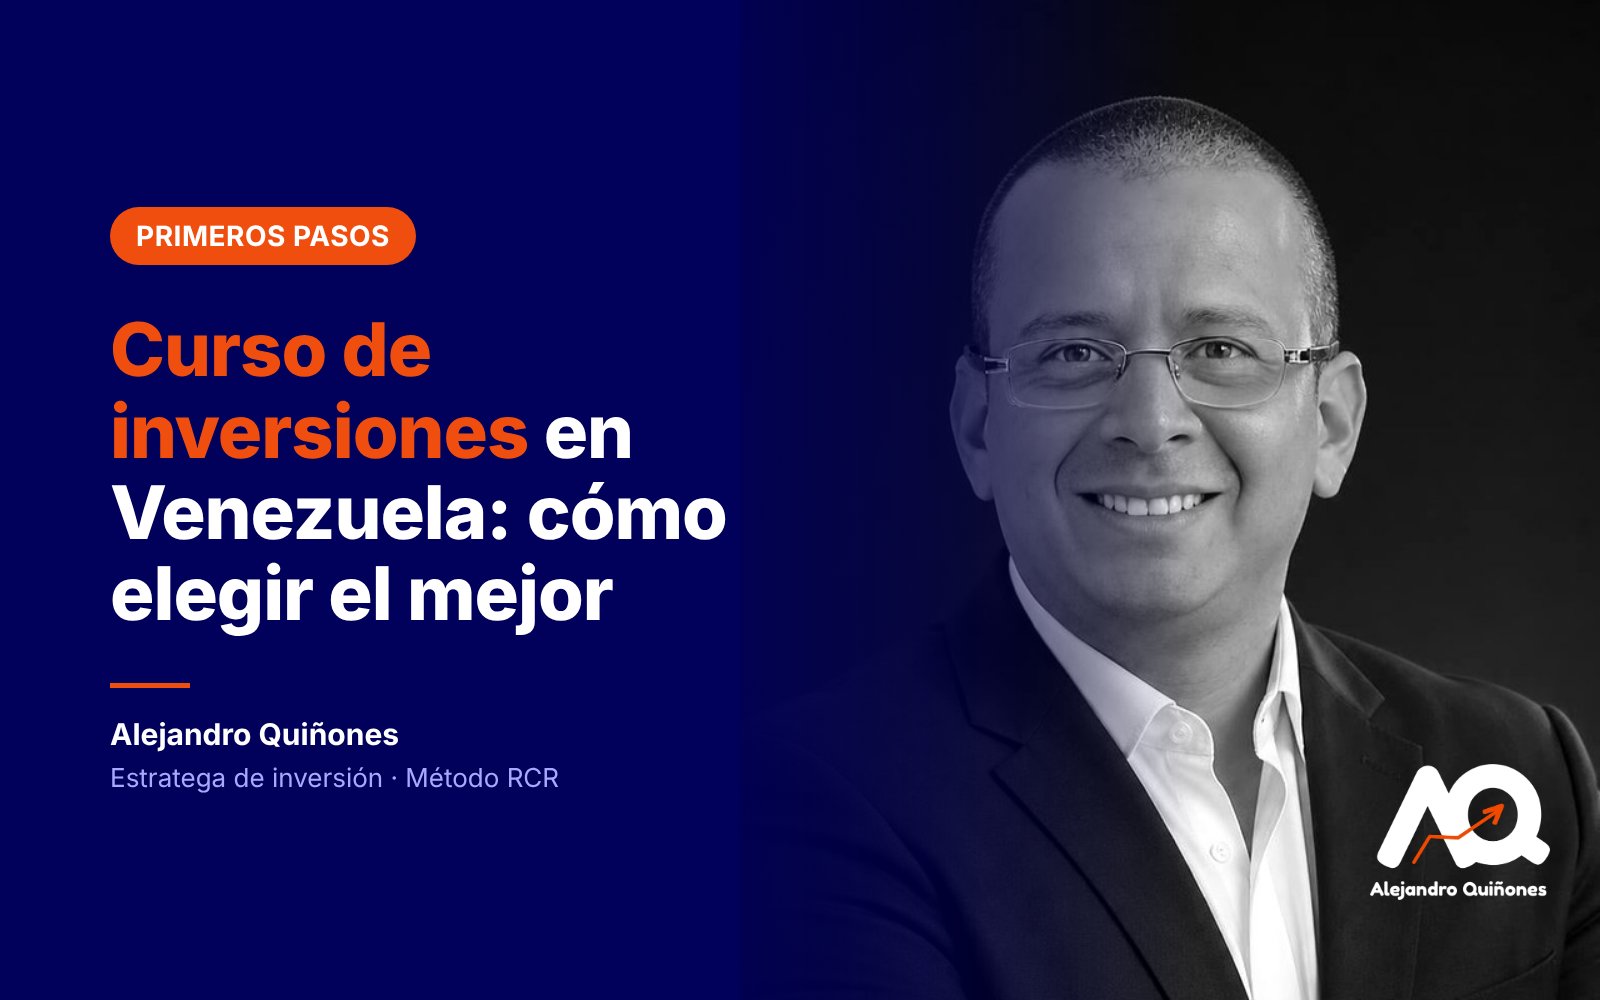 PRIMEROS PASOS
Curso de
inversiones en
Venezuela: cómo
elegir el mejor
Alejandro Quiñones
Estratega de inversión · Método RCR
AQ
Alejandro Quiñones